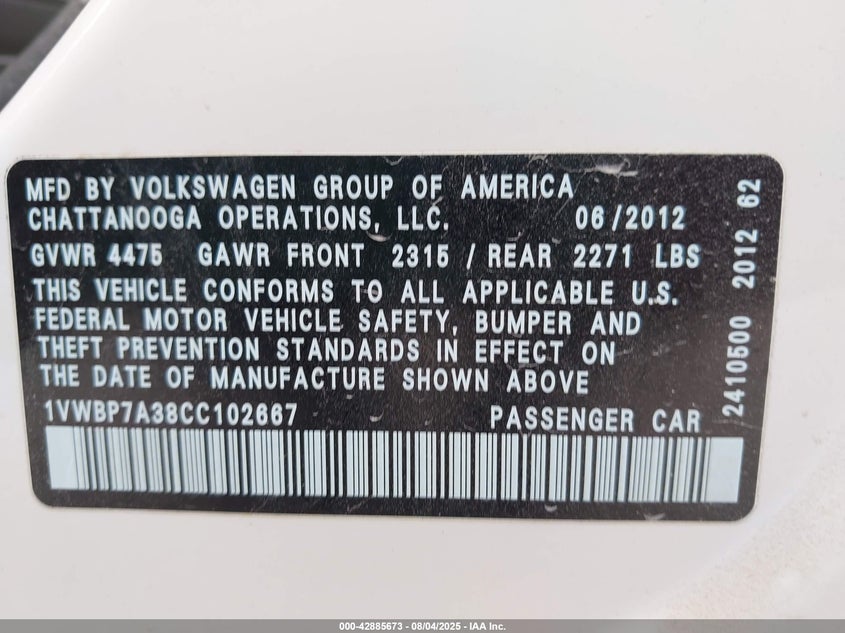 MFD BY VOLKSWAGEN GROUP OF AMERICA
CHATTANOOGA OPERATIONS, LLC. 06/2012
GVWR 4475 GAWR FRONT 2315 / REAR 2271 LBS
THIS VEHICLE CONFORMS TO ALL APPLICABLE U.S.
FEDERAL MOTOR VEHICLE SAFETY, BUMPER AND
THEFT PREVENTION STANDARDS IN EFFECT ON
THE DATE OF MANUFACTURE SHOWN ABOVE
1VWBP7A38CC102667 PASSENGER CAR
2410500 2012 62
000-42885673 - 08/04/2025 - IAA Inc.